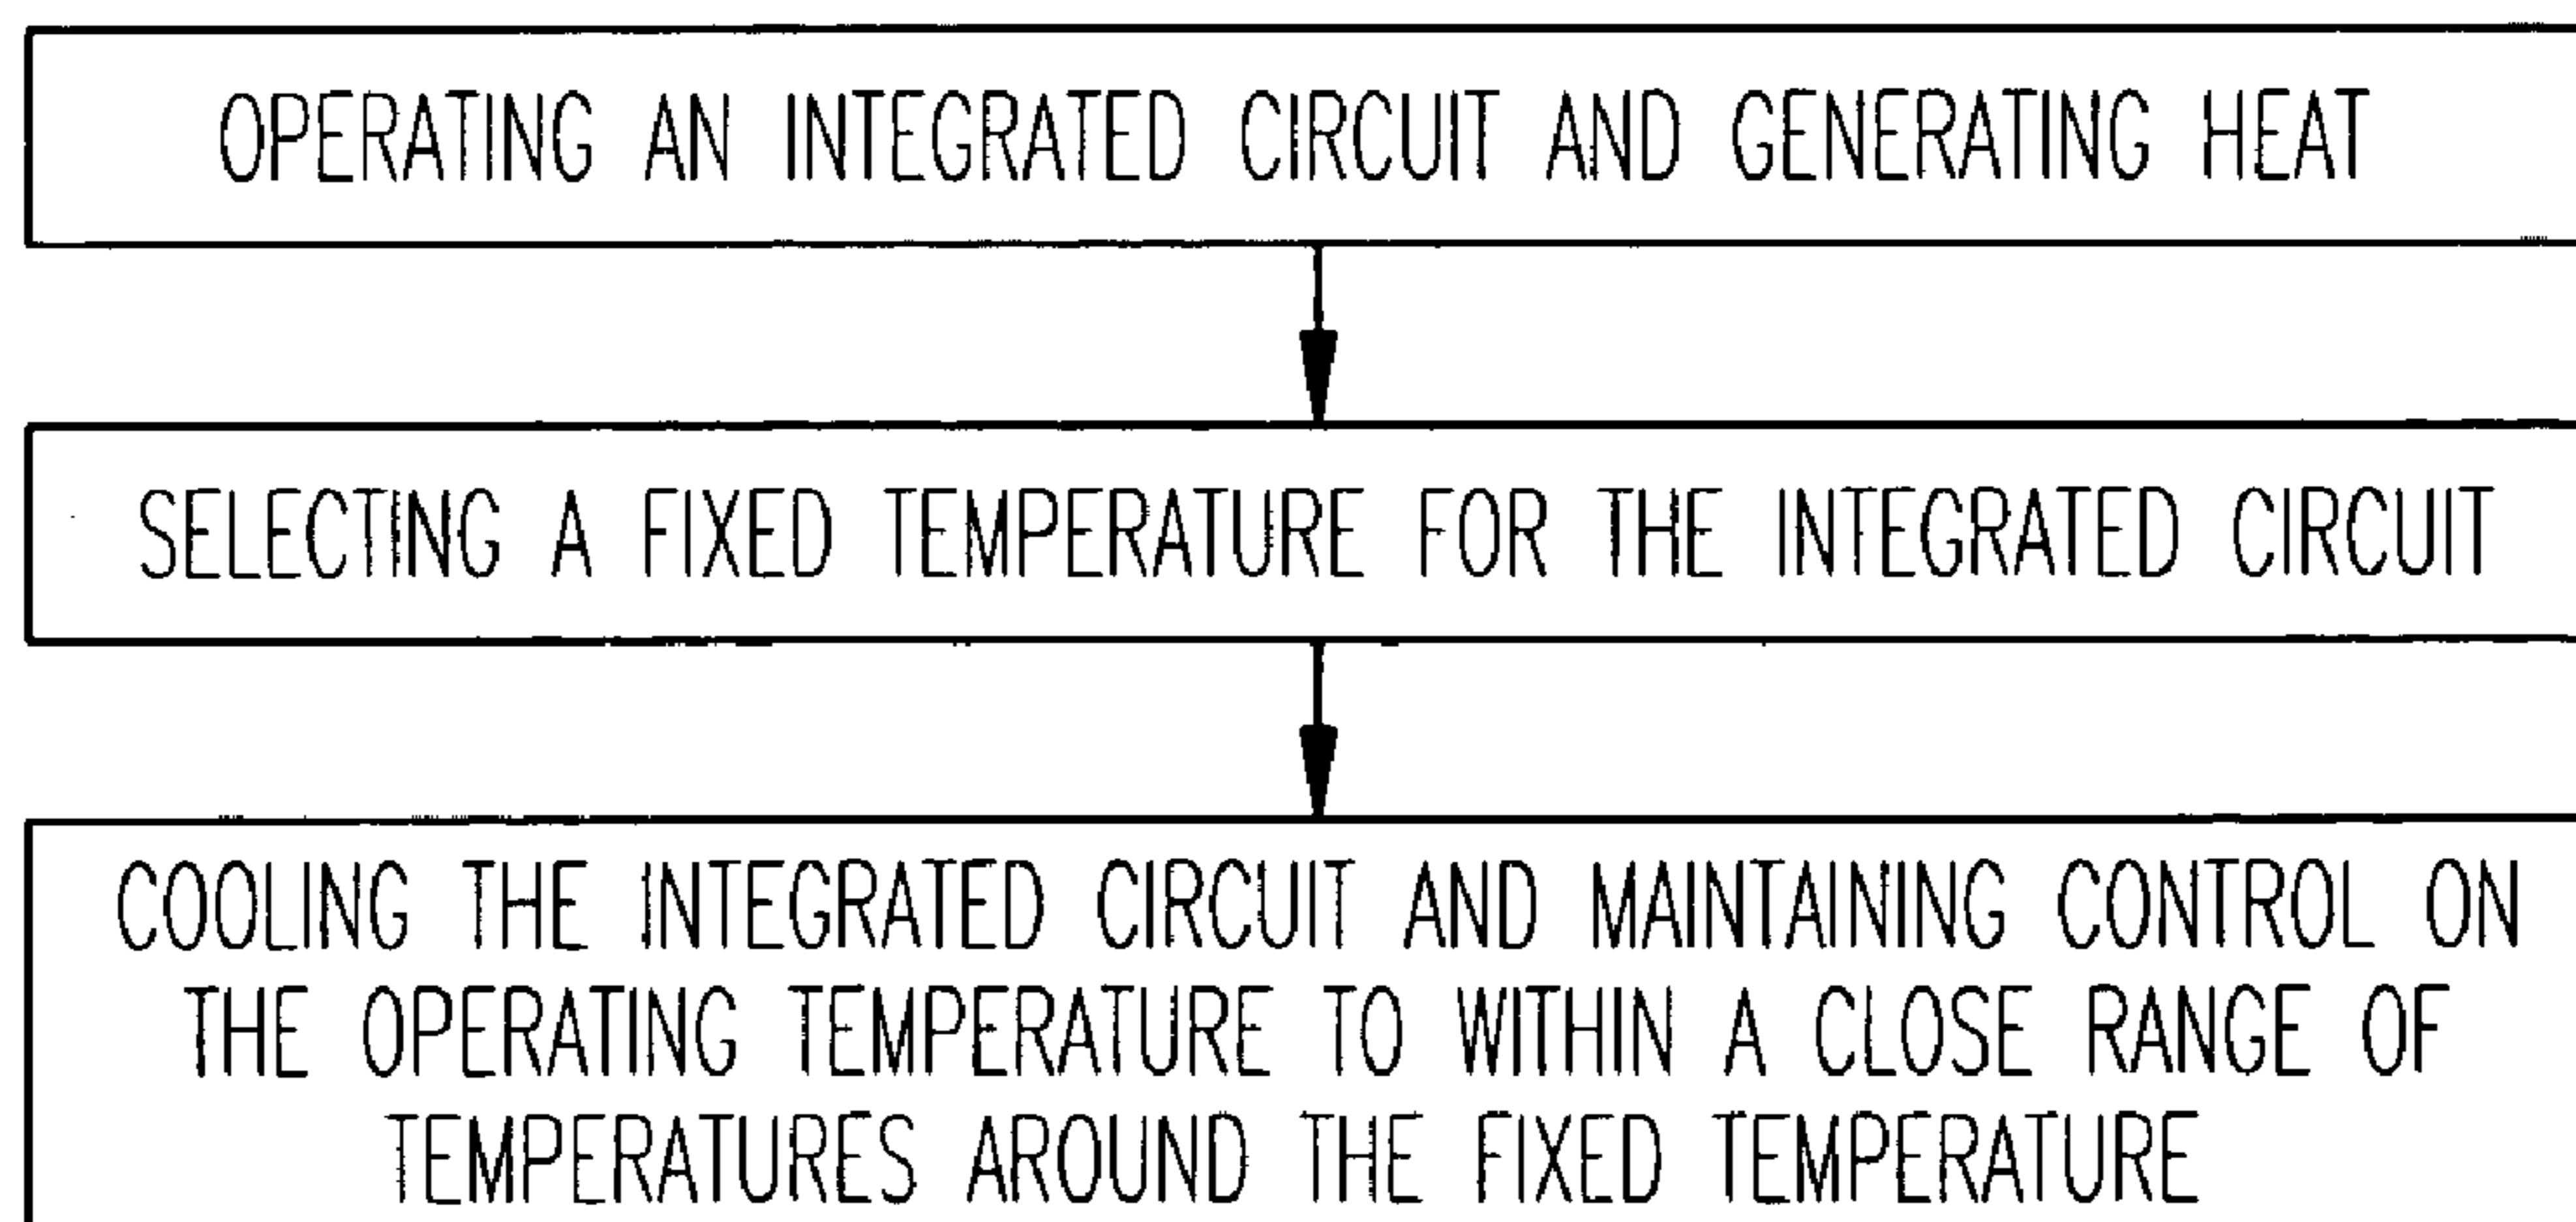 OPERATING AN INTEGRATED CIRCUIT AND GENERATING HEAT
SELECTING A FIXED TEMPERATURE FOR THE INTEGRATED CIRCUIT
COOLING THE INTEGRATED CIRCUIT AND MAINTAINING CONTROL ON
THE OPERATING TEMPERATURE TO WITHIN A CLOSE RANGE OF
TEMPERATURES AROUND THE FIXED TEMPERATURE